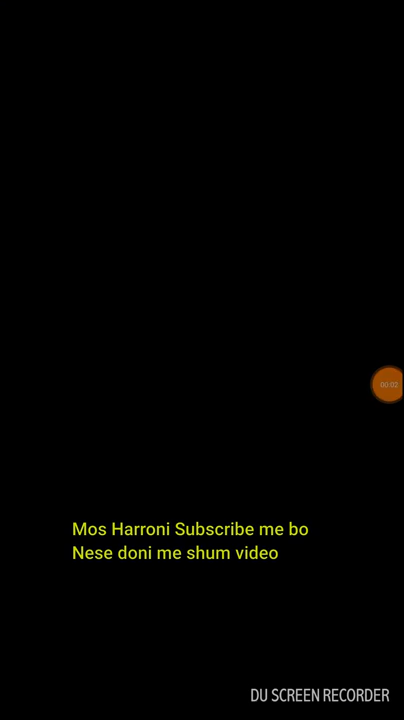 00:02
Mos Harroni Subscribe me bo
Nese doni me shum video
DU SCREEN RECORDER